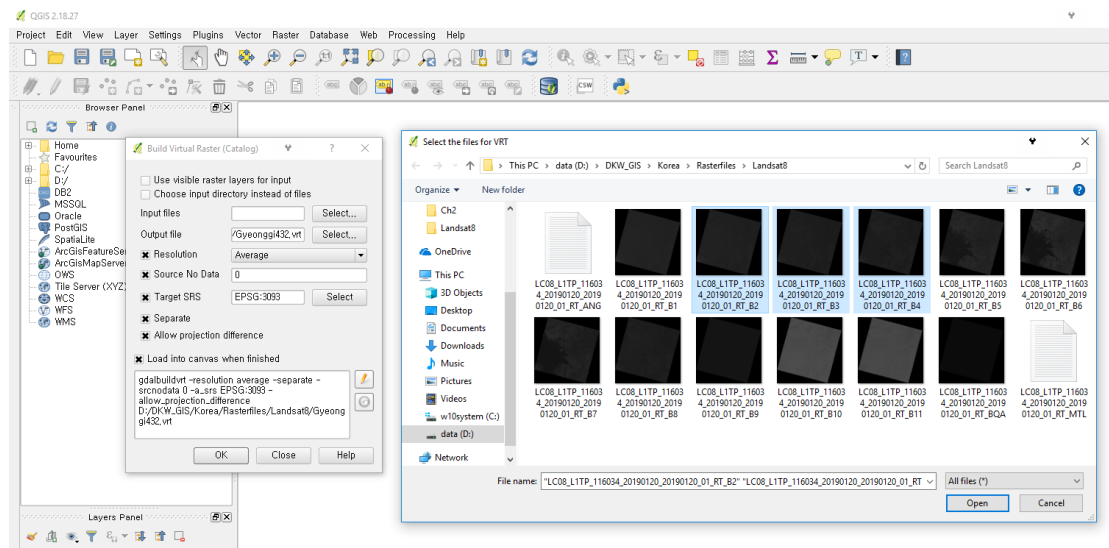 QGIS 2.18.27
Project Edit View Layer Settings Plugins Vector Raster Database Web Processing Help
CSW
Browser Panel
Home
Favourites
C:/
D:/
DB2
MSSQL
Oracle
PostGIS
SpatiaLite
ArcGisFeatureSe
ArcGisMapServe
OWS
Tile Server (XYZ
WCS
WFS
WMS
Layers Panel
Build Virtual Raster (Catalog) ?
Use visible raster layers for input
Choose input directory instead of files
Input files Select...
Output file /Gyeonggi432.vrt Select...
Resolution Average
Source No Data 0
Target SRS EPSG:3093 Select
Separate
Allow projection difference
Load into canvas when finished
gdalbuildvrt -resolution average -separate -
srcnodata 0 -a_srs EPSG:3093 -
allow_projection_difference
D:/DKW_GIS/Korea/Rasterfiles/Landsat8/Gyeong
gi432.vrt
OK Close Help
Select the files for VRT
This PC > data (D:) > DKW_GIS > Korea > Rasterfiles > Landsat8
Search Landsat8
Organize New folder
Ch2
Landsat8
OneDrive
This PC
3D Objects
Desktop
Documents
Downloads
Music
Pictures
Videos
w10system (C:)
data (D:)
Network
LC08_L1TP_11603 LC08_L1TP_11603 LC08_L1TP_11603 LC08_L1TP_11603 LC08_L1TP_11603 LC08_L1TP_11603 LC08_L1TP_11603
4_20190120_2019 4_20190120_2019 4_20190120_2019 4_20190120_2019 4_20190120_2019 4_20190120_2019 4_20190120_2019
0120_01_RT_ANG 0120_01_RT_B1 0120_01_RT_B2 0120_01_RT_B3 0120_01_RT_B4 0120_01_RT_B5 0120_01_RT_B6
LC08_L1TP_11603 LC08_L1TP_11603 LC08_L1TP_11603 LC08_L1TP_11603 LC08_L1TP_11603 LC08_L1TP_11603 LC08_L1TP_11603
4_20190120_2019 4_20190120_2019 4_20190120_2019 4_20190120_2019 4_20190120_2019 4_20190120_2019 4_20190120_2019
0120_01_RT_B7 0120_01_RT_B8 0120_01_RT_B9 0120_01_RT_B10 0120_01_RT_B11 0120_01_RT_BQA 0120_01_RT_MTL
File name: "LC08_L1TP_116034_20190120_20190120_01_RT_B2" "LC08_L1TP_116034_20190120_20190120_01_RT All files (*)
Open Cancel